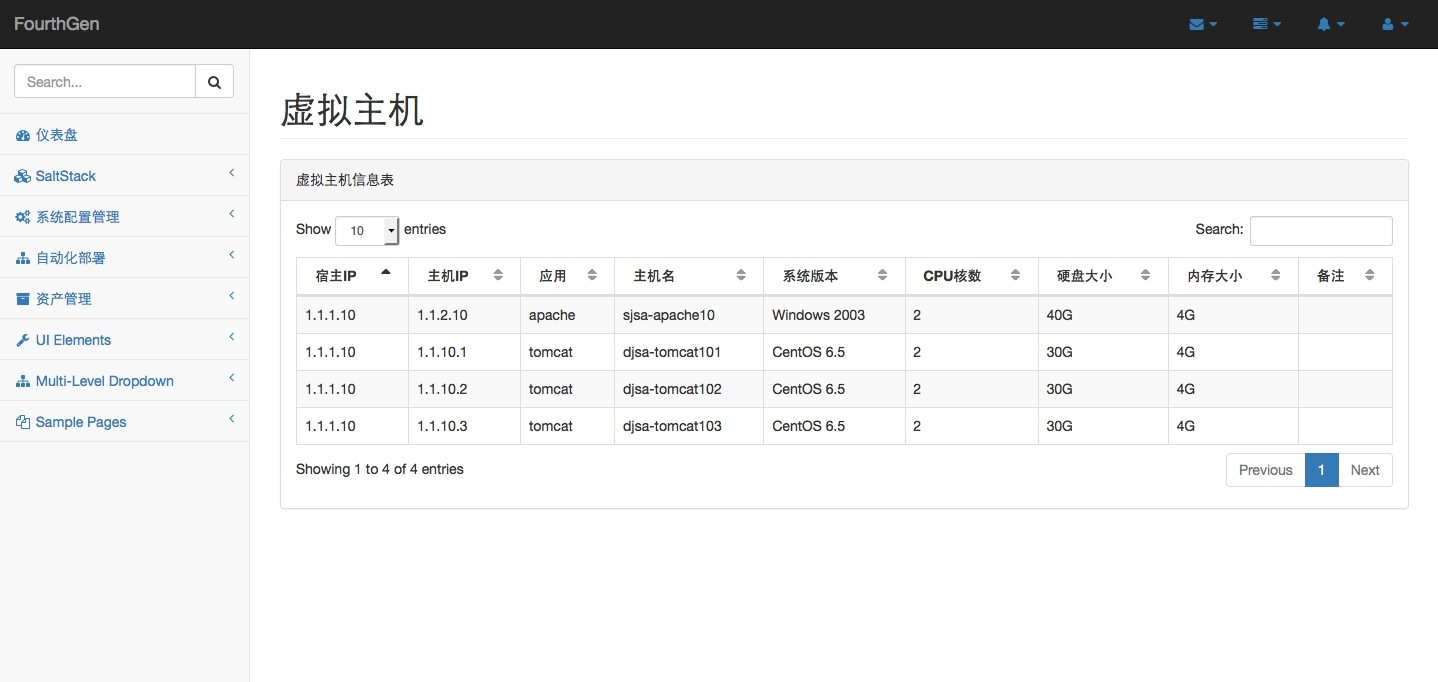 FourthGen
Search...
仪表盘
SaltStack
系统配置管理
自动化部署
资产管理
UI Elements
Multi-Level Dropdown
Sample Pages
虚拟主机
虚拟主机信息表
Show 10 entries Search:
宿主IP 主机IP 应用 主机名 系统版本 CPU核数 硬盘大小 内存大小 备注
1.1.1.10 1.1.2.10 apache sjsa-apache10 Windows 2003 2 40G 4G
1.1.1.10 1.1.10.1 tomcat djsa-tomcat101 CentOS 6.5 2 30G 4G
1.1.1.10 1.1.10.2 tomcat djsa-tomcat102 CentOS 6.5 2 30G 4G
1.1.1.10 1.1.10.3 tomcat djsa-tomcat103 CentOS 6.5 2 30G 4G
Showing 1 to 4 of 4 entries Previous 1 Next